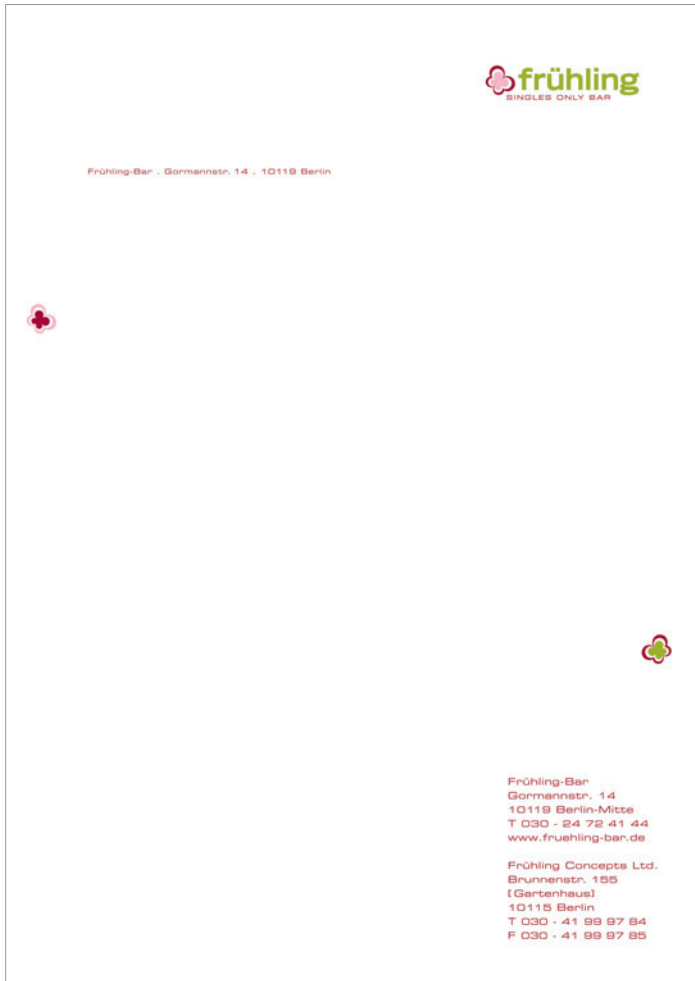 frühling
SINGLES ONLY BAR
Frühling-Bar . Gormannstr. 14 . 10119 Berlin
Frühling-Bar
Gormannstr. 14
10119 Berlin-Mitte
T 030 - 24 72 41 44
www.fruehling-bar.de
Frühling Concepts Ltd.
Brunnenstr. 155
[Gartenhaus]
10115 Berlin
T 030 - 41 99 97 84
F 030 - 41 99 97 85